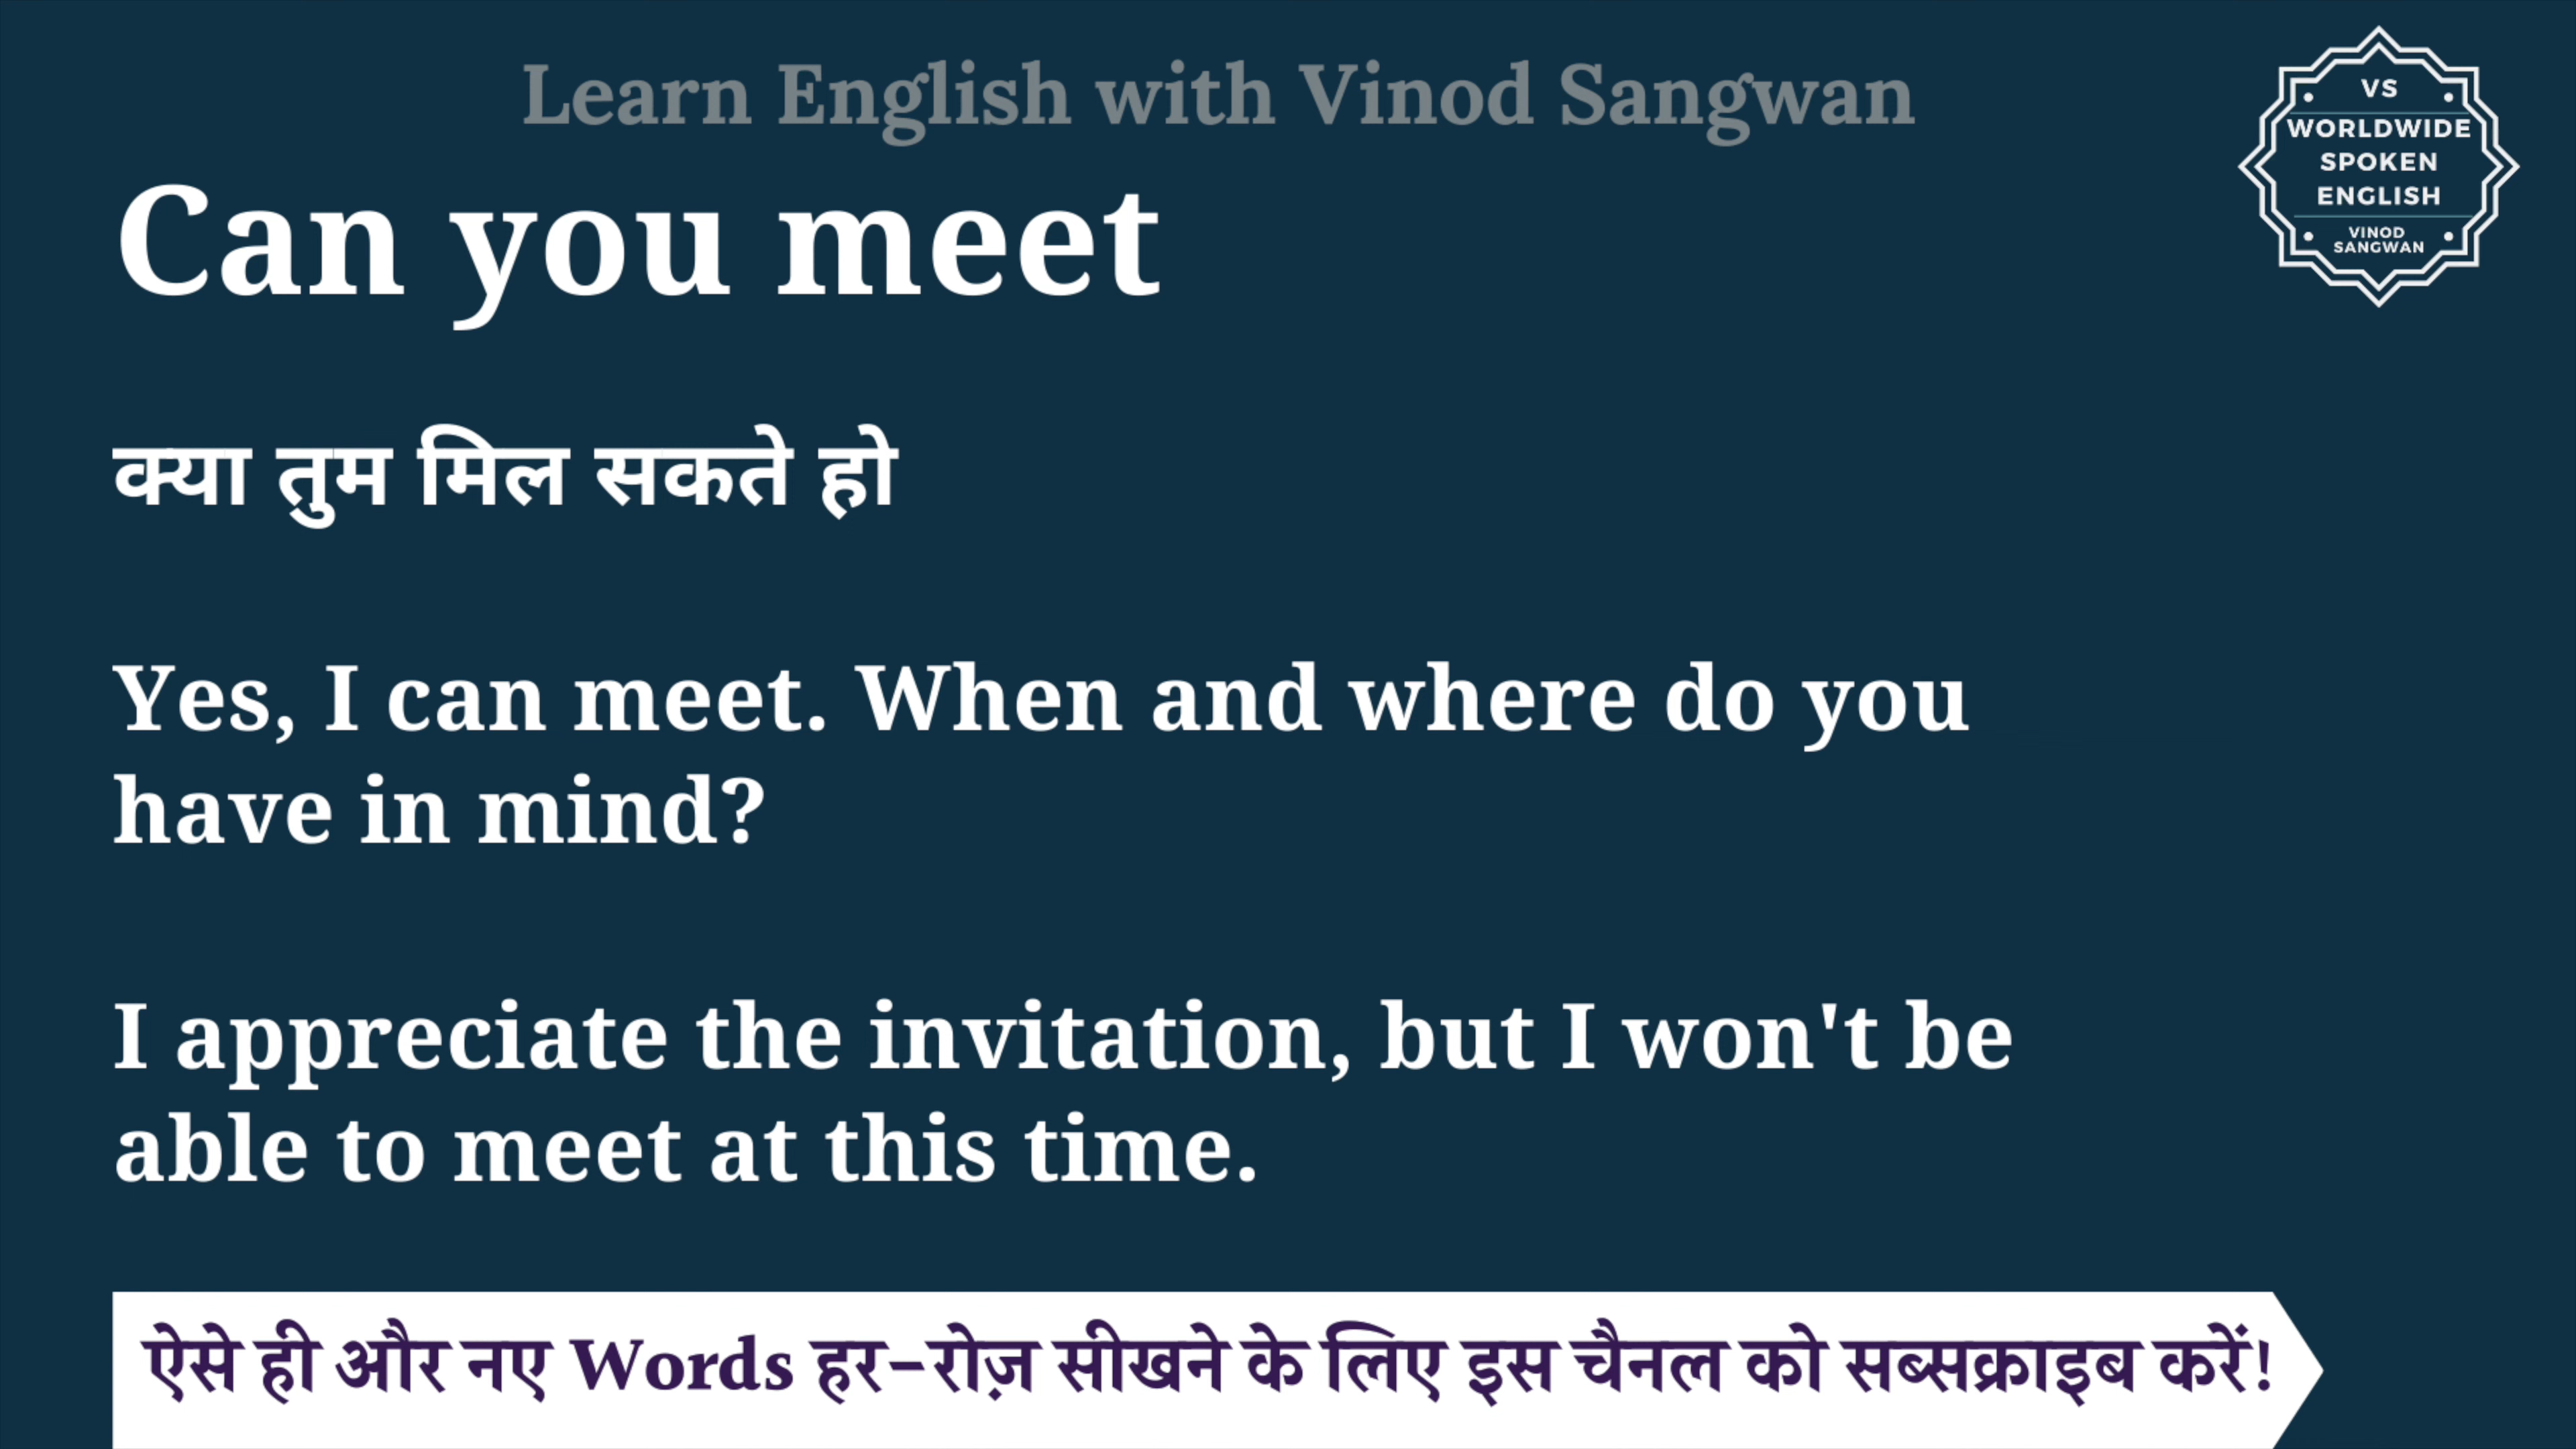 Learn English with Vinod Sangwan
VS
WORLDWIDE
SPOKEN
ENGLISH
VINOD
SANGWAN
Can you meet
क्या तुम मिल सकते हो
Yes, I can meet. When and where do you
have in mind?
I appreciate the invitation, but I won't be
able to meet at this time.
ऐसे ही और नए Words हर-रोज़ सीखने के लिए इस चैनल को सब्सक्राइब करें!